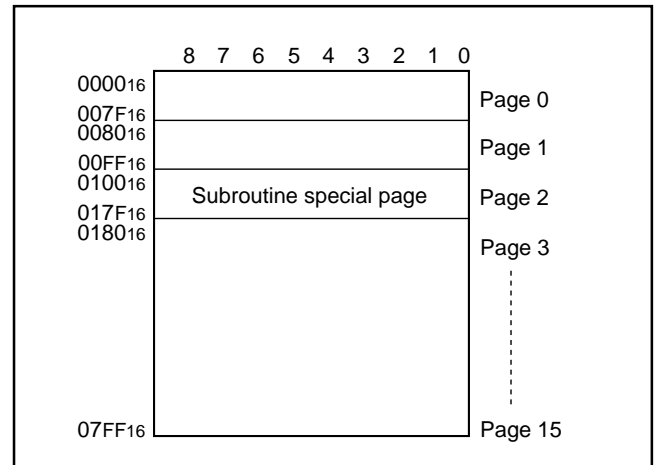 8 7 6 5 4 3 2 1 0
0000₁₆
Page 0
007F₁₆
0080₁₆
Page 1
00FF₁₆
0100₁₆
Subroutine special page
Page 2
017F₁₆
0180₁₆
Page 3
07FF₁₆
Page 15